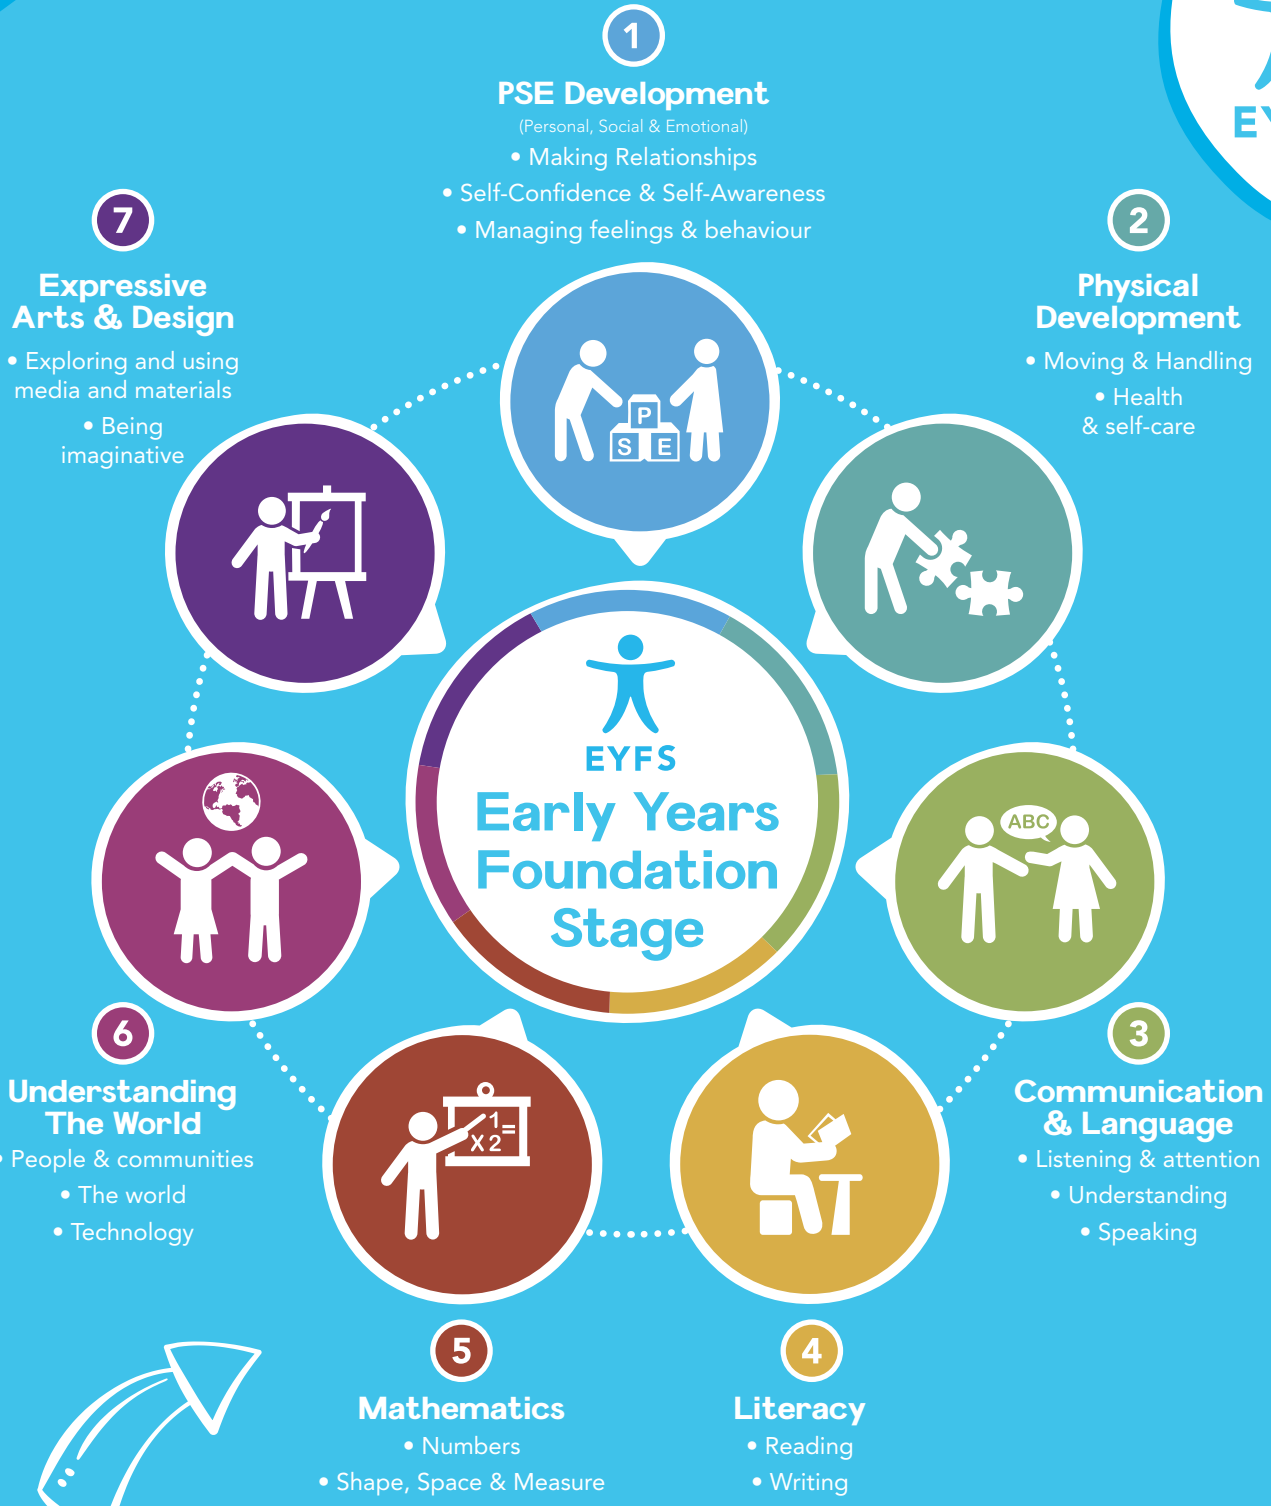 1
PSE Development
(Personal, Social & Emotional)
• Making Relationships
• Self-Confidence & Self-Awareness
• Managing feelings & behaviour
2
Physical
Development
• Moving & Handling
• Health
& self-care
3
Communication
& Language
• Listening & attention
• Understanding
• Speaking
4
Literacy
• Reading
• Writing
5
Mathematics
• Numbers
• Shape, Space & Measure
6
Understanding
The World
• People & communities
• The world
• Technology
7
Expressive
Arts & Design
• Exploring and using
media and materials
• Being
imaginative
P
S E
ABC
1
X 2 =
EYFS
Early Years
Foundation
Stage